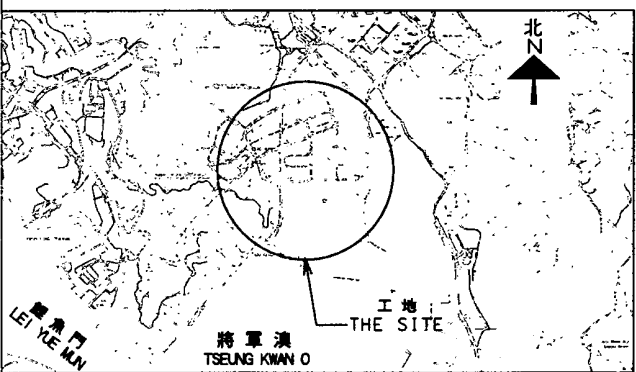 北
N
工地
THE SITE
鯉魚門
LEI YUE MUN
將軍澳
TSEUNG KWAN O